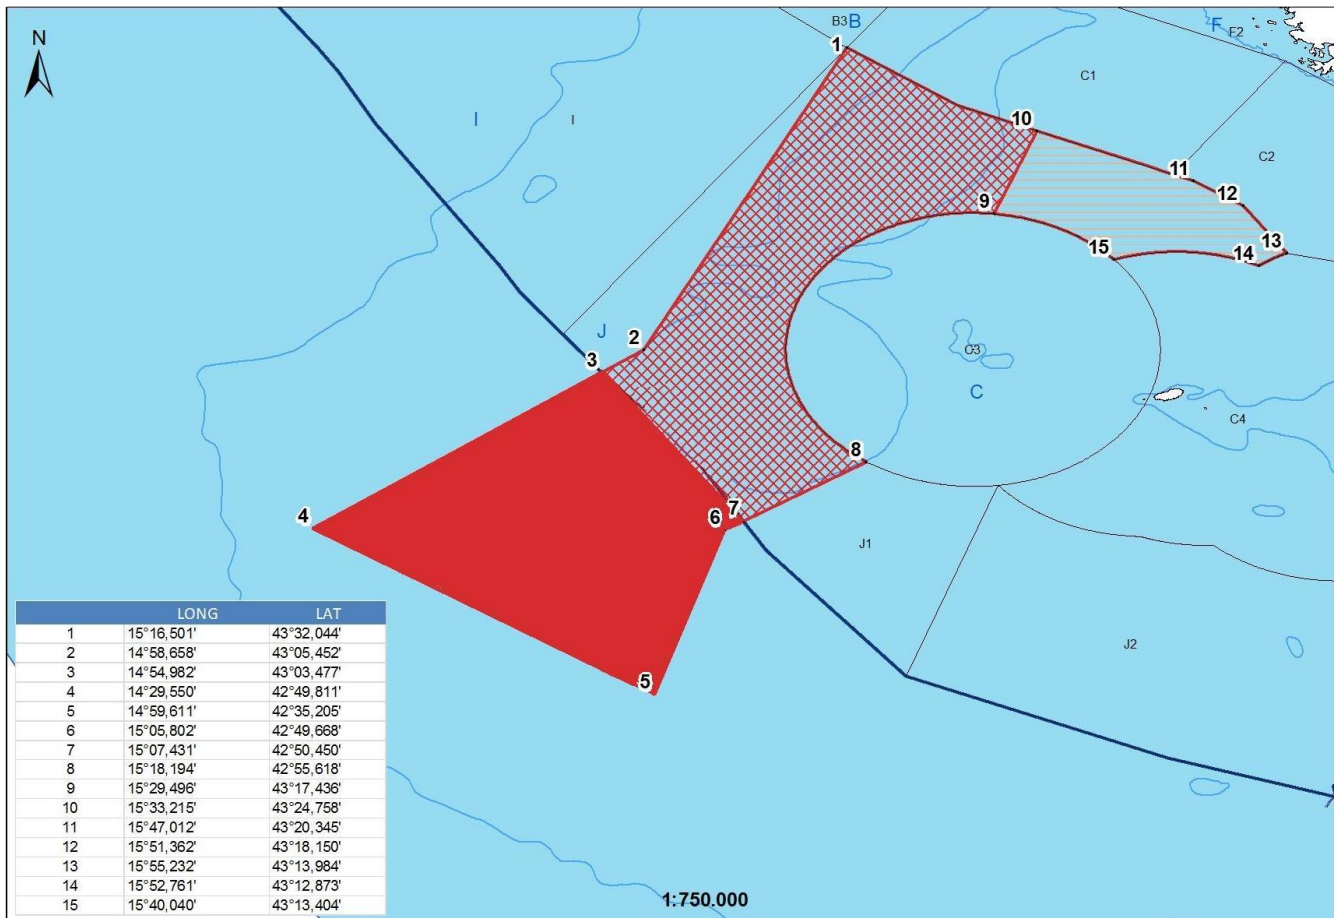 B3 B
F
F2
N
1
C1
I
I
10
C2
11
12
9
13
15
14
J
2
3
C3
C
C4
8
4
7
6
J1
J2
5
LONG LAT
1 15°16,501' 43°32,044'
2 14°58,658' 43°05,452'
3 14°54,982' 43°03,477'
4 14°29,550' 42°49,811'
5 14°59,611' 42°35,205'
6 15°05,802' 42°49,668'
7 15°07,431' 42°50,450'
8 15°18,194' 42°55,618'
9 15°29,496' 43°17,436'
10 15°33,215' 43°24,758'
11 15°47,012' 43°20,345'
12 15°51,362' 43°18,150'
13 15°55,232' 43°13,984'
14 15°52,761' 43°12,873'
15 15°40,040' 43°13,404'
1:750.000